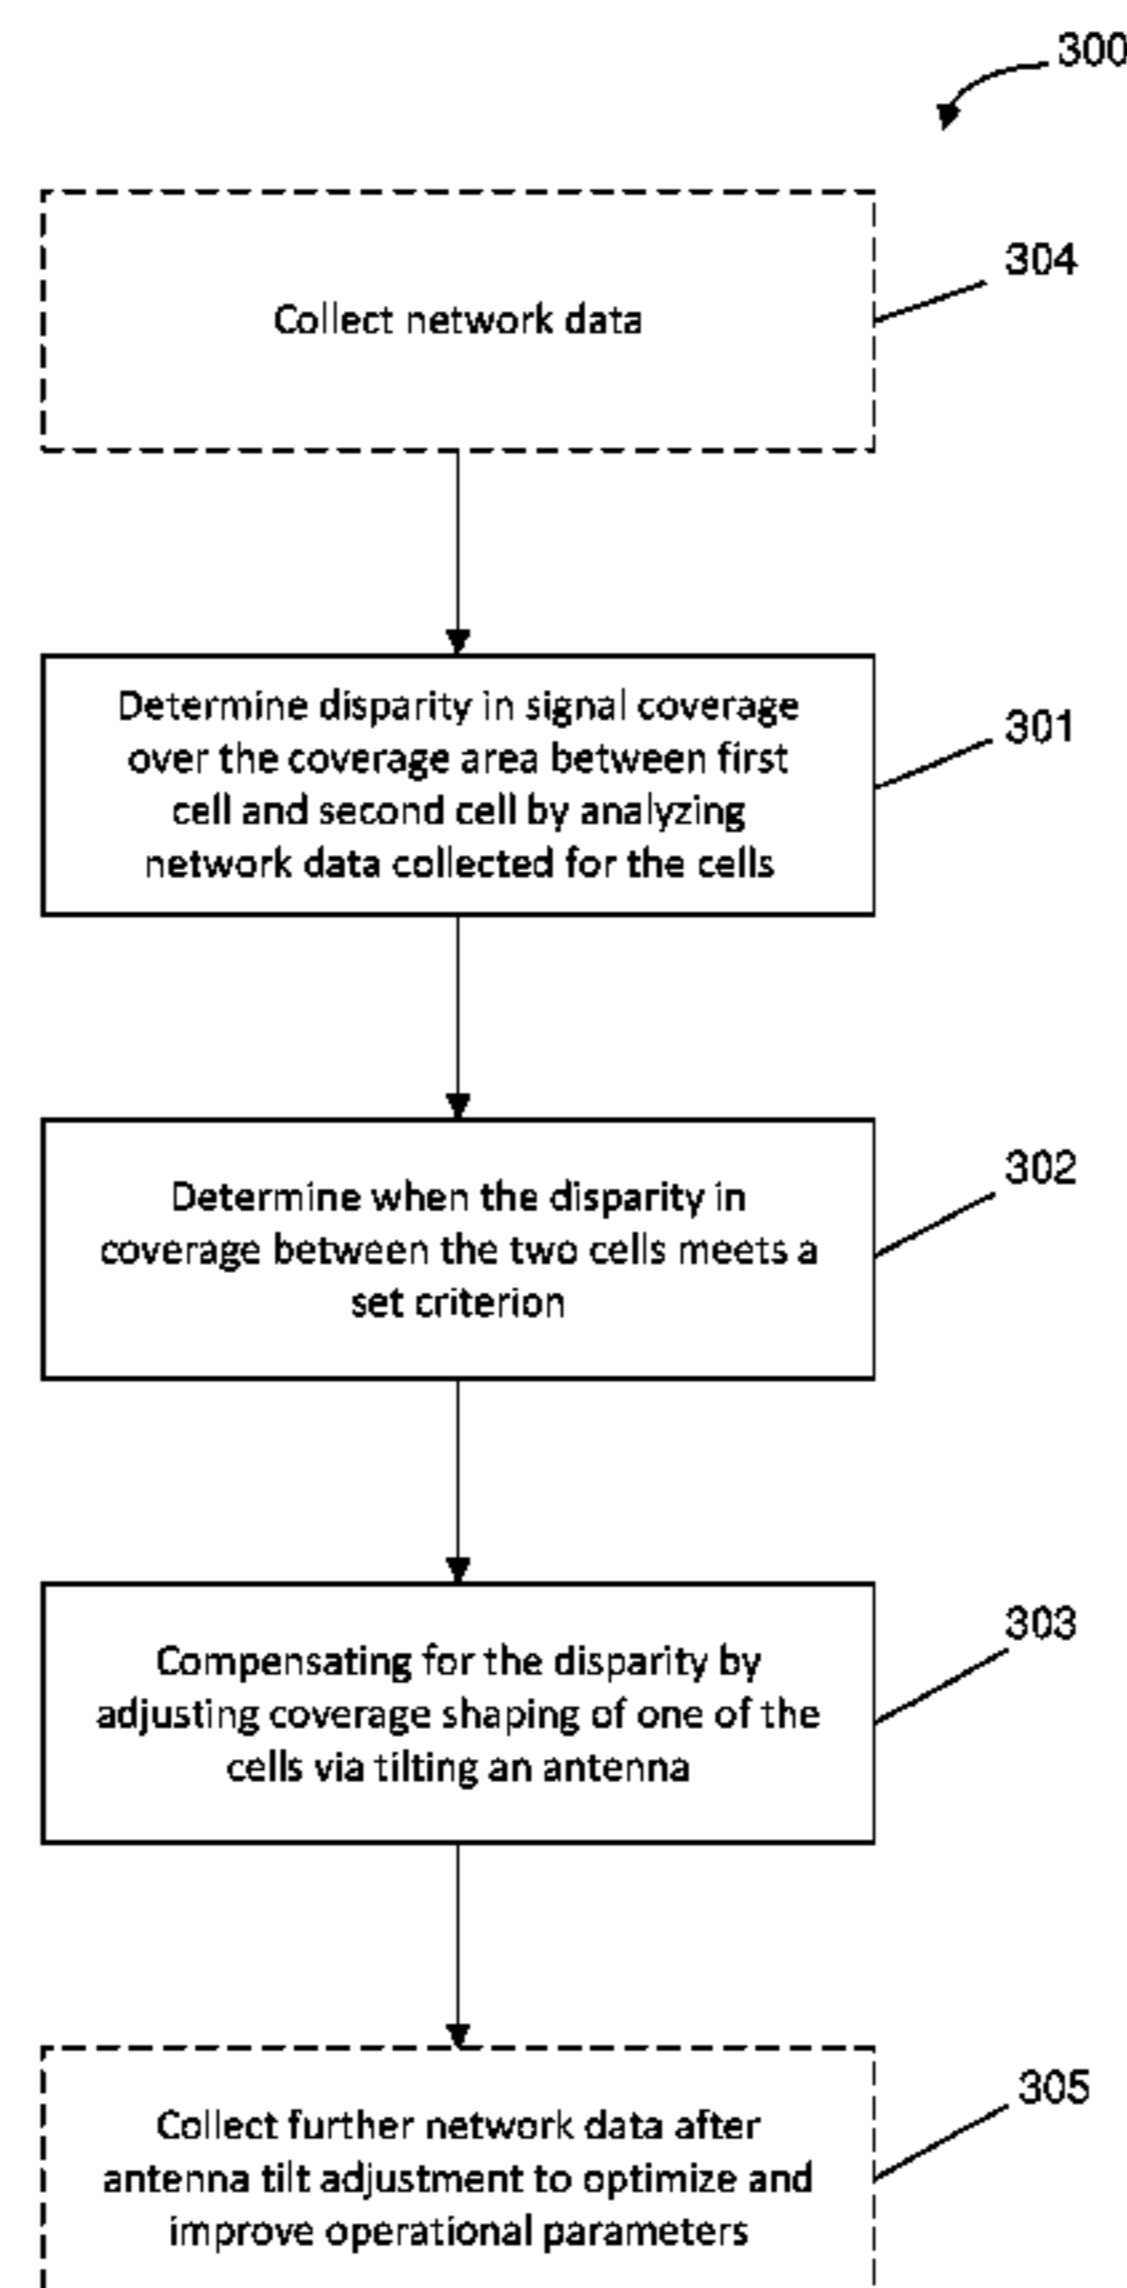 300
304
Collect network data
301
Determine disparity in signal coverage
over the coverage area between first
cell and second cell by analyzing
network data collected for the cells
302
Determine when the disparity in
coverage between the two cells meets a
set criterion
303
Compensating for the disparity by
adjusting coverage shaping of one of the
cells via tilting an antenna
305
Collect further network data after
antenna tilt adjustment to optimize and
improve operational parameters